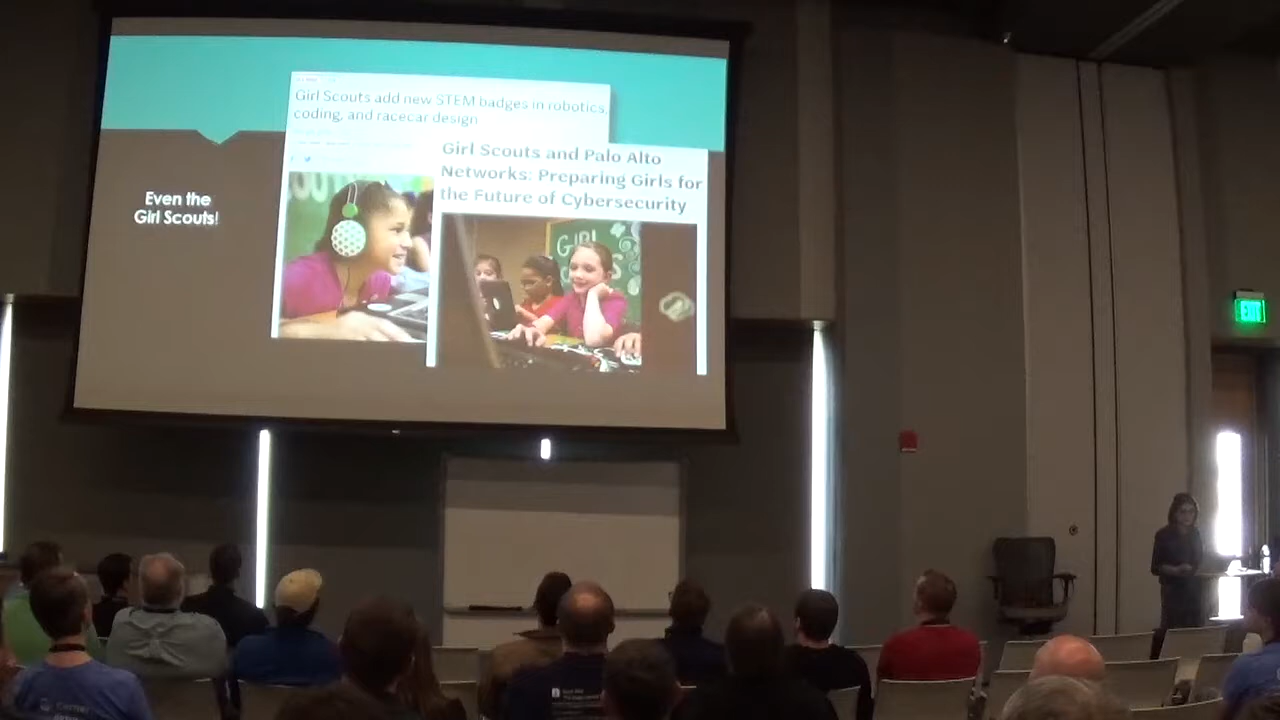 Girl Scouts add new STEM badges in robotics,
coding, and racecar design
Girl Scouts and Palo Alto
Networks: Preparing Girls for
the Future of Cybersecurity
Even the
Girl Scouts!
GIRL
EXIT